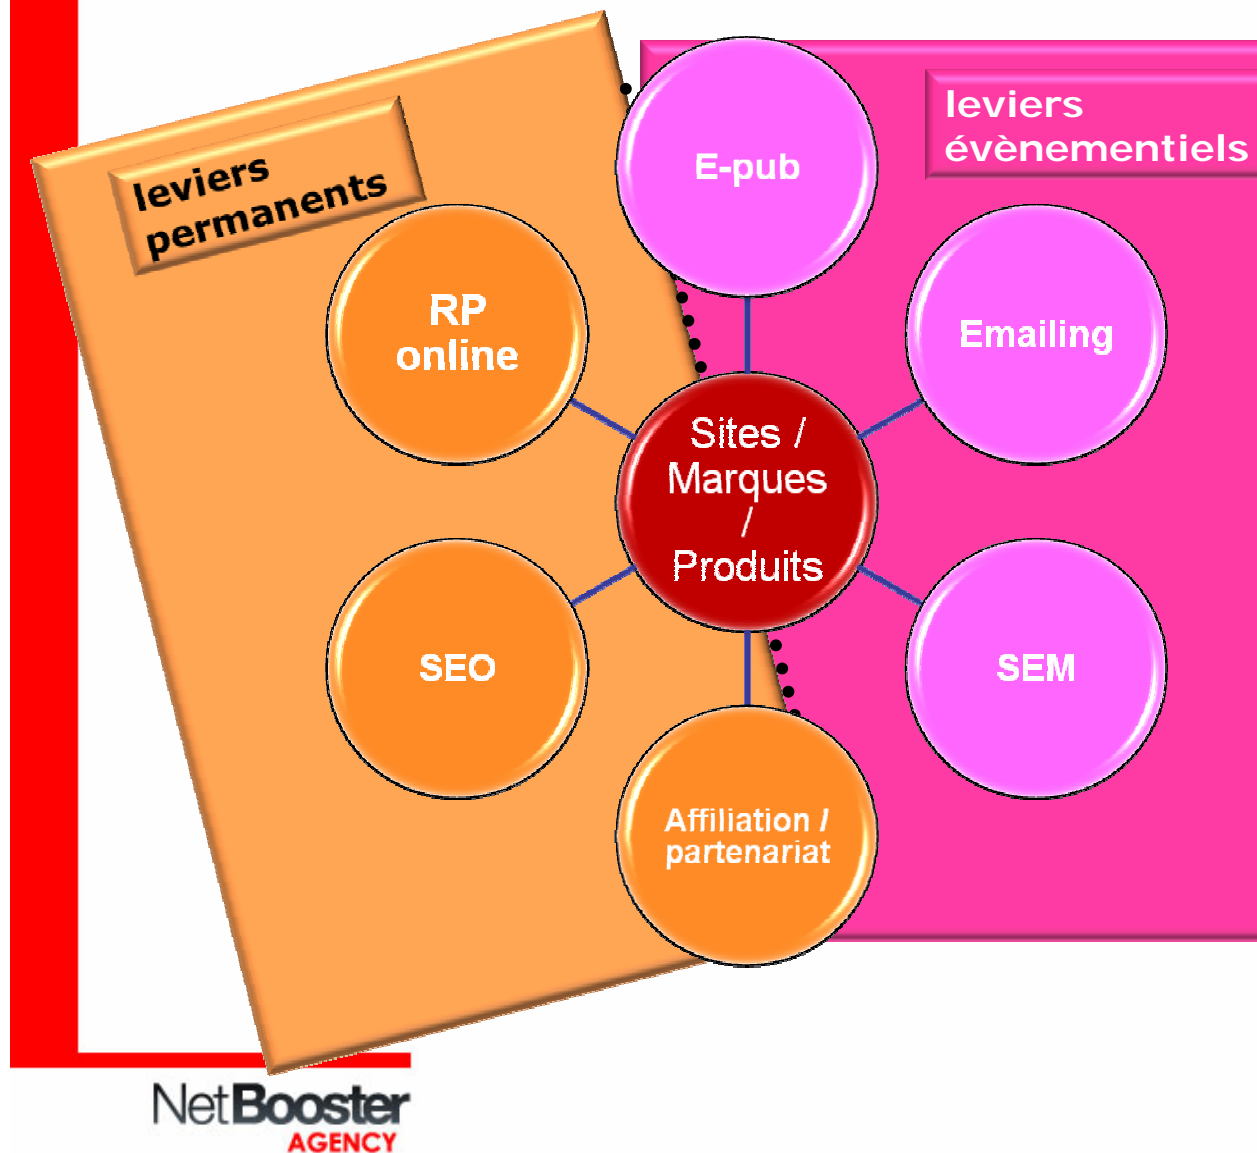 leviers
permanents
leviers
évènementiels
E-pub
RP
online
Emailing
Sites /
Marques
/
Produits
SEO
SEM
Affiliation /
partenariat
NetBooster
AGENCY